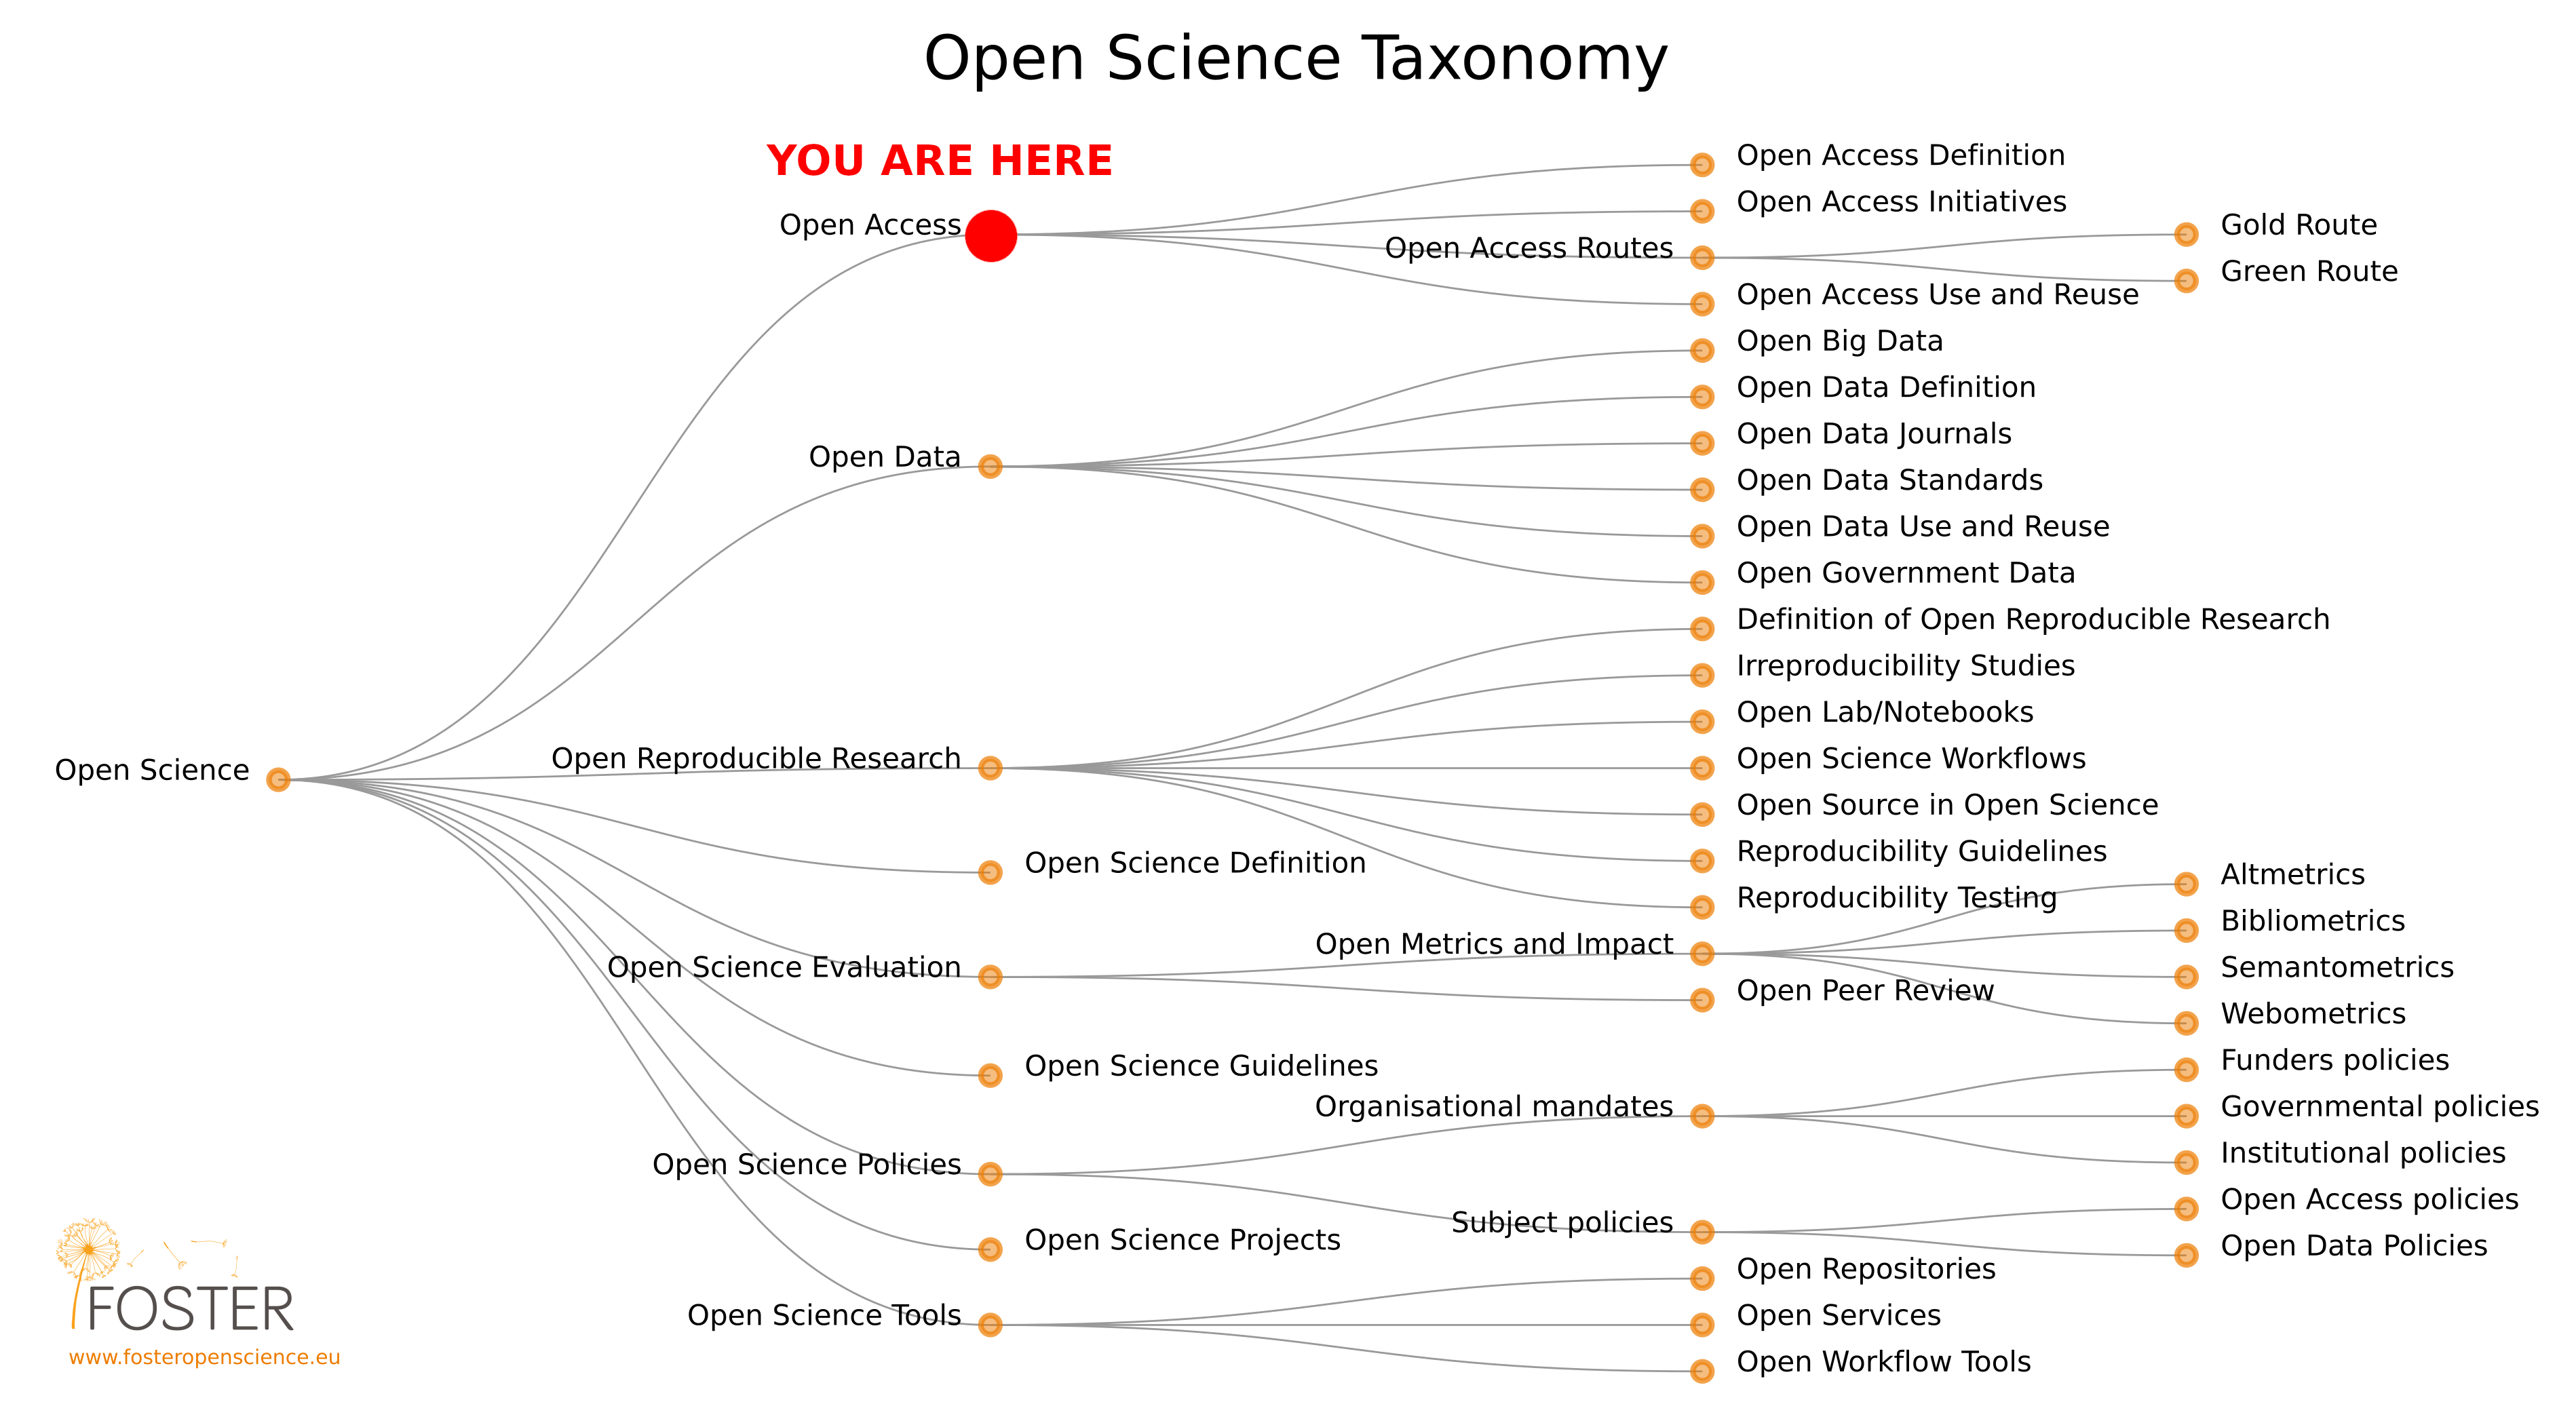 Open Science Taxonomy
YOU ARE HERE
Open Access
Open Access Definition
Open Access Initiatives
Open Access Routes
Gold Route
Green Route
Open Access Use and Reuse
Open Data
Open Big Data
Open Data Definition
Open Data Journals
Open Data Standards
Open Data Use and Reuse
Open Government Data
Open Science
Open Reproducible Research
Definition of Open Reproducible Research
Irreproducibility Studies
Open Lab/Notebooks
Open Science Workflows
Open Source in Open Science
Reproducibility Guidelines
Reproducibility Testing
Open Science Definition
Open Science Evaluation
Open Metrics and Impact
Altmetrics
Bibliometrics
Semantometrics
Webometrics
Open Peer Review
Open Science Guidelines
Open Science Policies
Organisational mandates
Funders policies
Governmental policies
Institutional policies
Subject policies
Open Access policies
Open Data Policies
Open Science Projects
Open Science Tools
Open Repositories
Open Services
Open Workflow Tools
FOSTER
www.fosteropenscience.eu